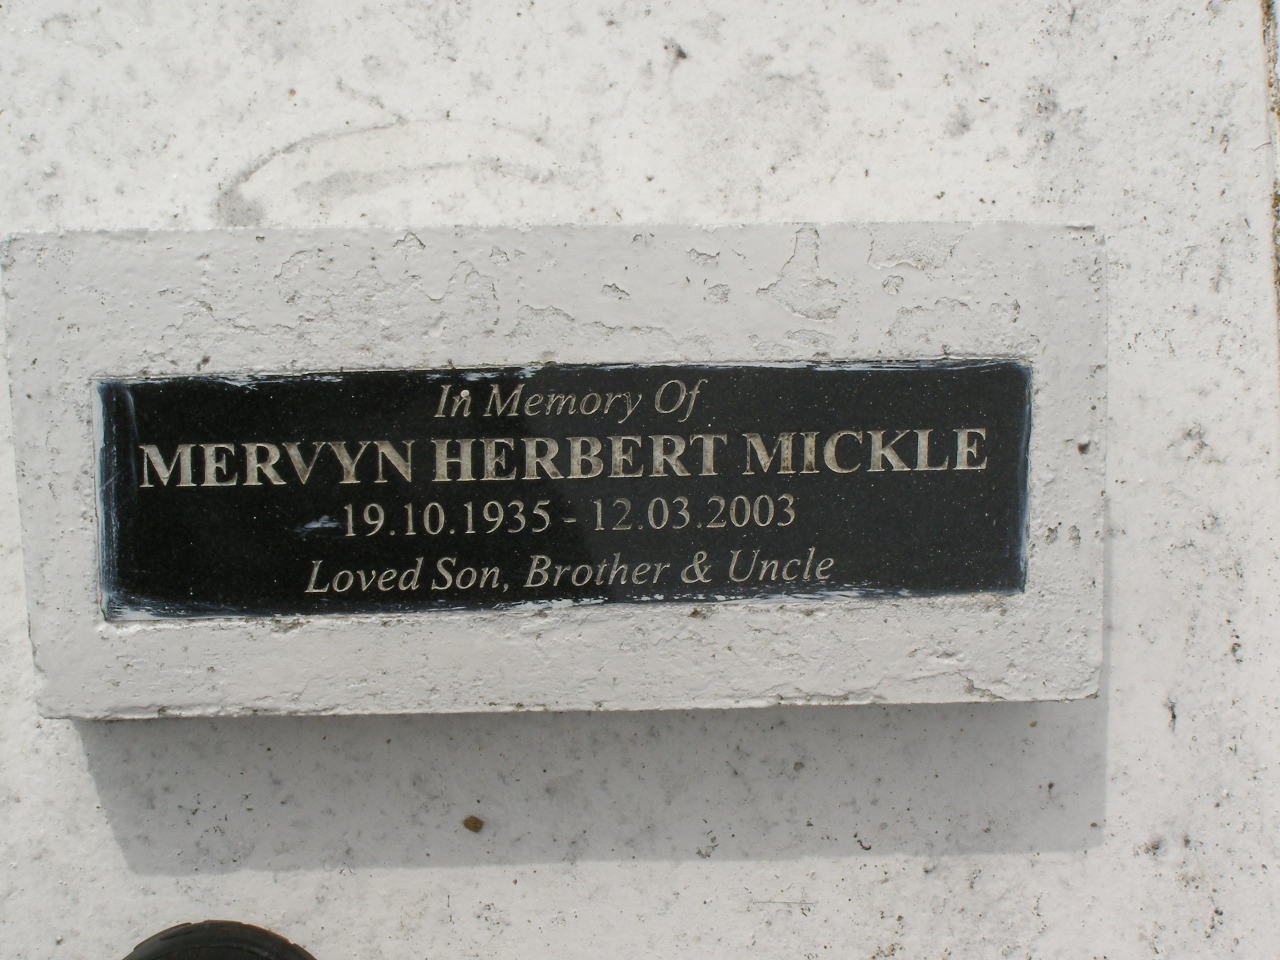 In Memory Of
MERVYN HERBERT MICKLE
19.10.1935 - 12.03.2003
Loved Son, Brother & Uncle